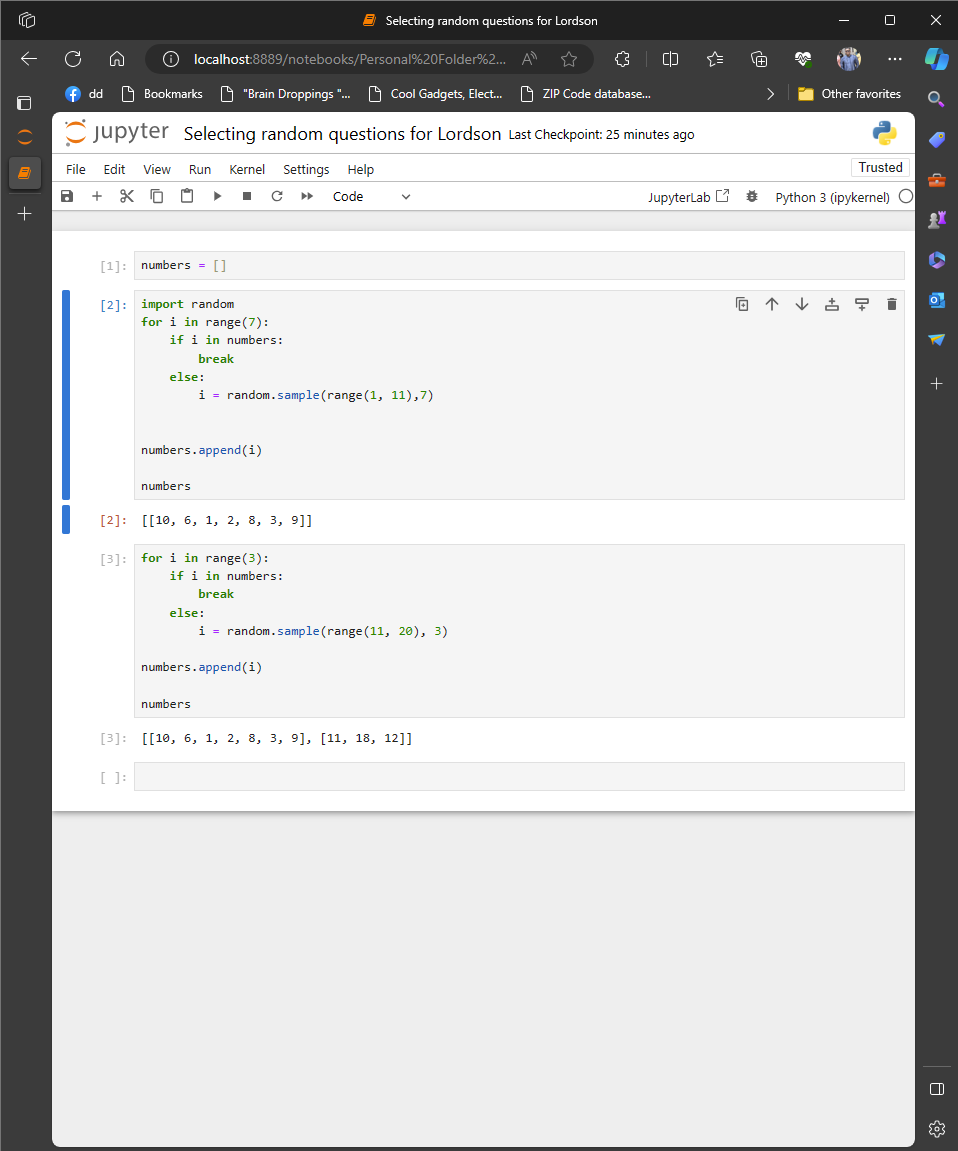 Selecting random questions for Lordson
localhost:8889/notebooks/Personal%20Folder%2...
dd Bookmarks "Brain Droppings "... Cool Gadgets, Elect... ZIP Code database... Other favorites
jupyter Selecting random questions for Lordson Last Checkpoint: 25 minutes ago
File Edit View Run Kernel Settings Help Trusted
Code JupyterLab Python 3 (ipykernel)
[1]: numbers = []
[2]: import random
for i in range(7):
    if i in numbers:
        break
    else:
        i = random.sample(range(1, 11),7)
numbers.append(i)
numbers
[2]: [[10, 6, 1, 2, 8, 3, 9]]
[3]: for i in range(3):
    if i in numbers:
        break
    else:
        i = random.sample(range(11, 20), 3)
numbers.append(i)
numbers
[3]: [[10, 6, 1, 2, 8, 3, 9], [11, 18, 12]]
[ ]: